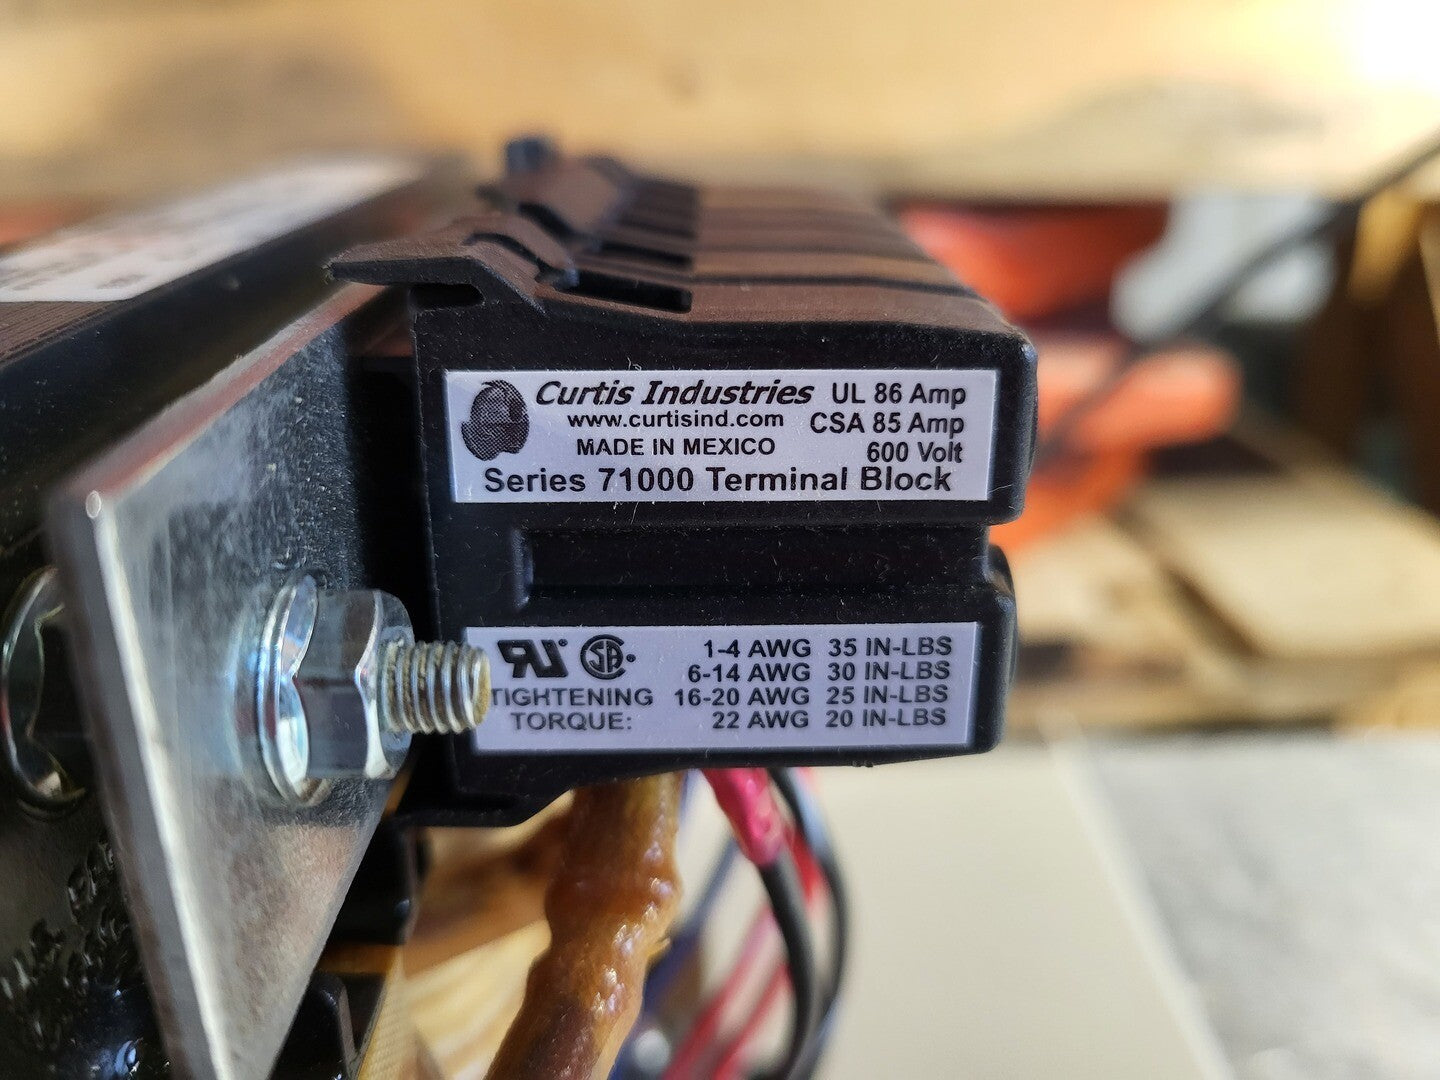 Curtis Industries UL 86 Amp
www.curtisind.com CSA 85 Amp
MADE IN MEXICO 600 Volt
Series 71000 Terminal Block
1-4 AWG 35 IN-LBS
6-14 AWG 30 IN-LBS
TIGHTENING 16-20 AWG 25 IN-LBS
TORQUE: 22 AWG 20 IN-LBS